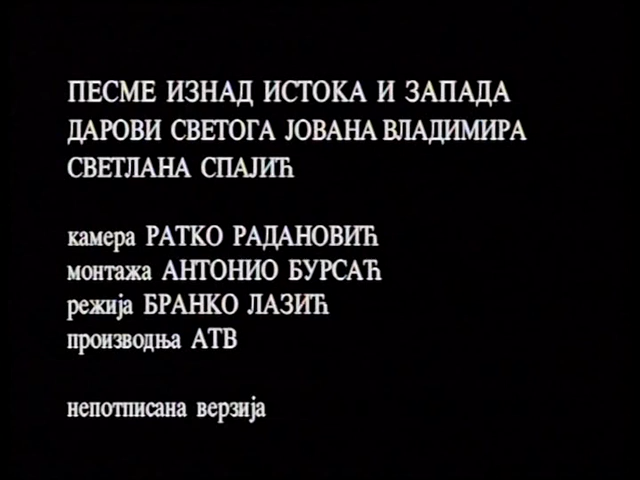 ПЕСМЕ ИЗНАД ИСТОКА И ЗАПАДА
ДАРОВИ СВЕТОГА ЈОВАНА ВЛАДИМИРА
СВЕТЛАНА СПАЈИЋ
камера РАТКО РАДАНОВИЋ
монтажа АНТОНИО БУРСАЋ
режија БРАНКО ЛАЗИЋ
производња АТВ
непотписана верзија